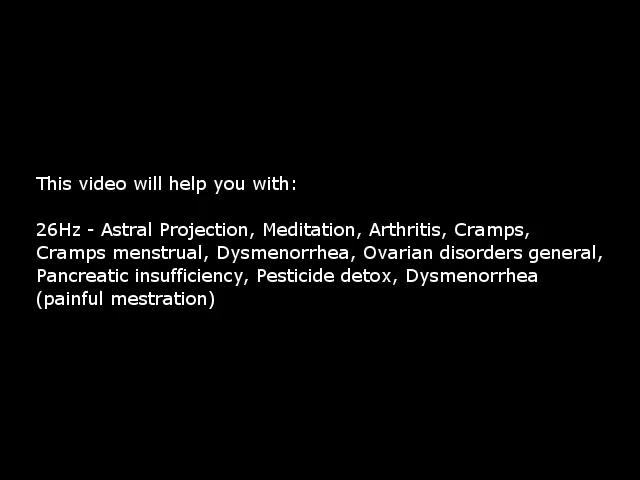 This video will help you with:
26Hz - Astral Projection, Meditation, Arthritis, Cramps,
Cramps menstrual, Dysmenorrhea, Ovarian disorders general,
Pancreatic insufficiency, Pesticide detox, Dysmenorrhea
(painful mestration)